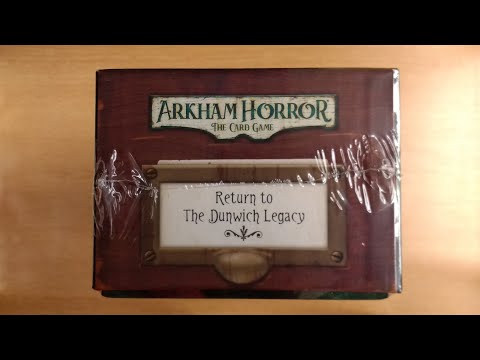 ARKHAM HORROR
THE CARD GAME
Return to
The Dunwich Legacy